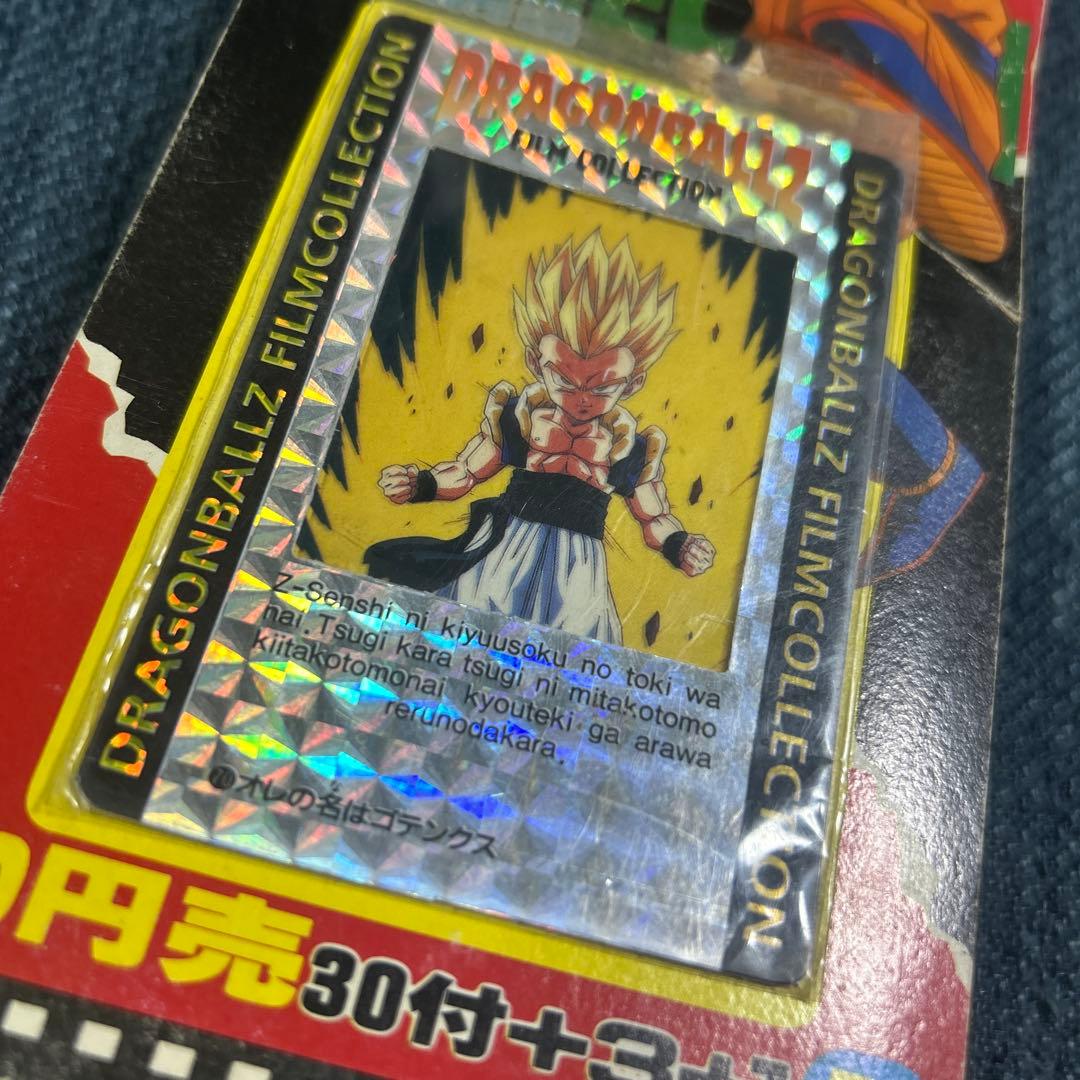 DRAGONBALLZ
FILM COLLECTION
DRAGONBALLZ FILMCOLLECTION
DRAGONBALLZ FILMCOLLECTION
Z-Senshi ni kiyuusoku no toki wa
nai. Tsugi kara tsugi ni mitakotomo
kiitakotomonai kyouteki ga arawa
rerunodakara.
オレの名はゴテンクス
0円売
30付+3+